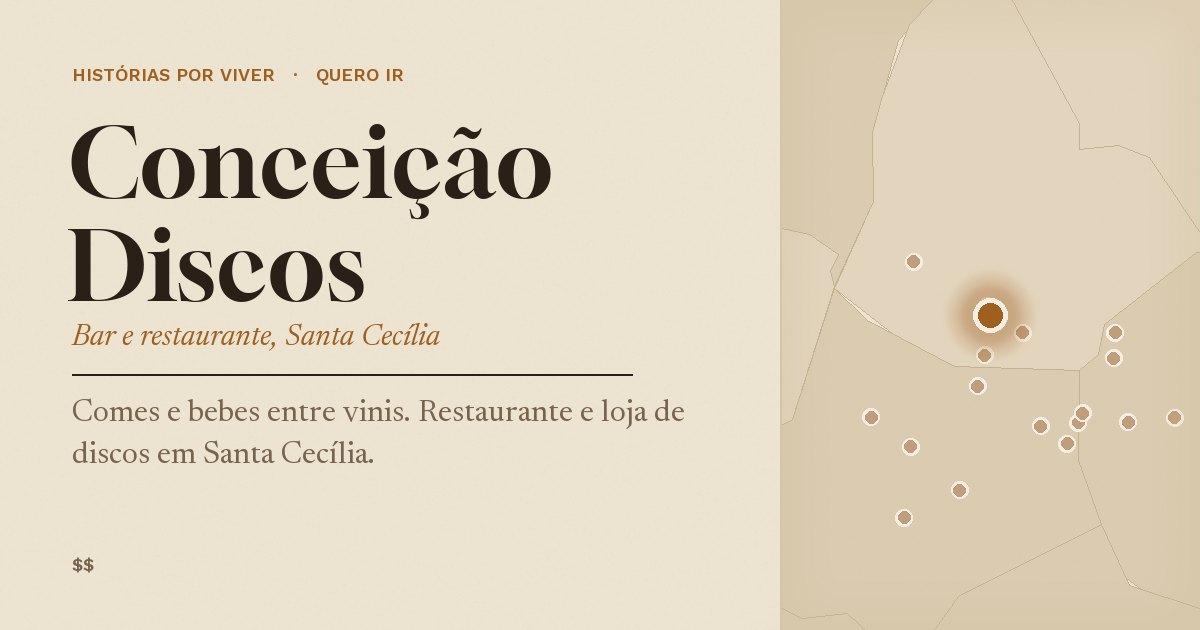 HISTÓRIAS POR VIVER · QUERO IR
Conceição
Discos
Bar e restaurante, Santa Cecília
Comes e bebes entre vinis. Restaurante e loja de
discos em Santa Cecília.
$$